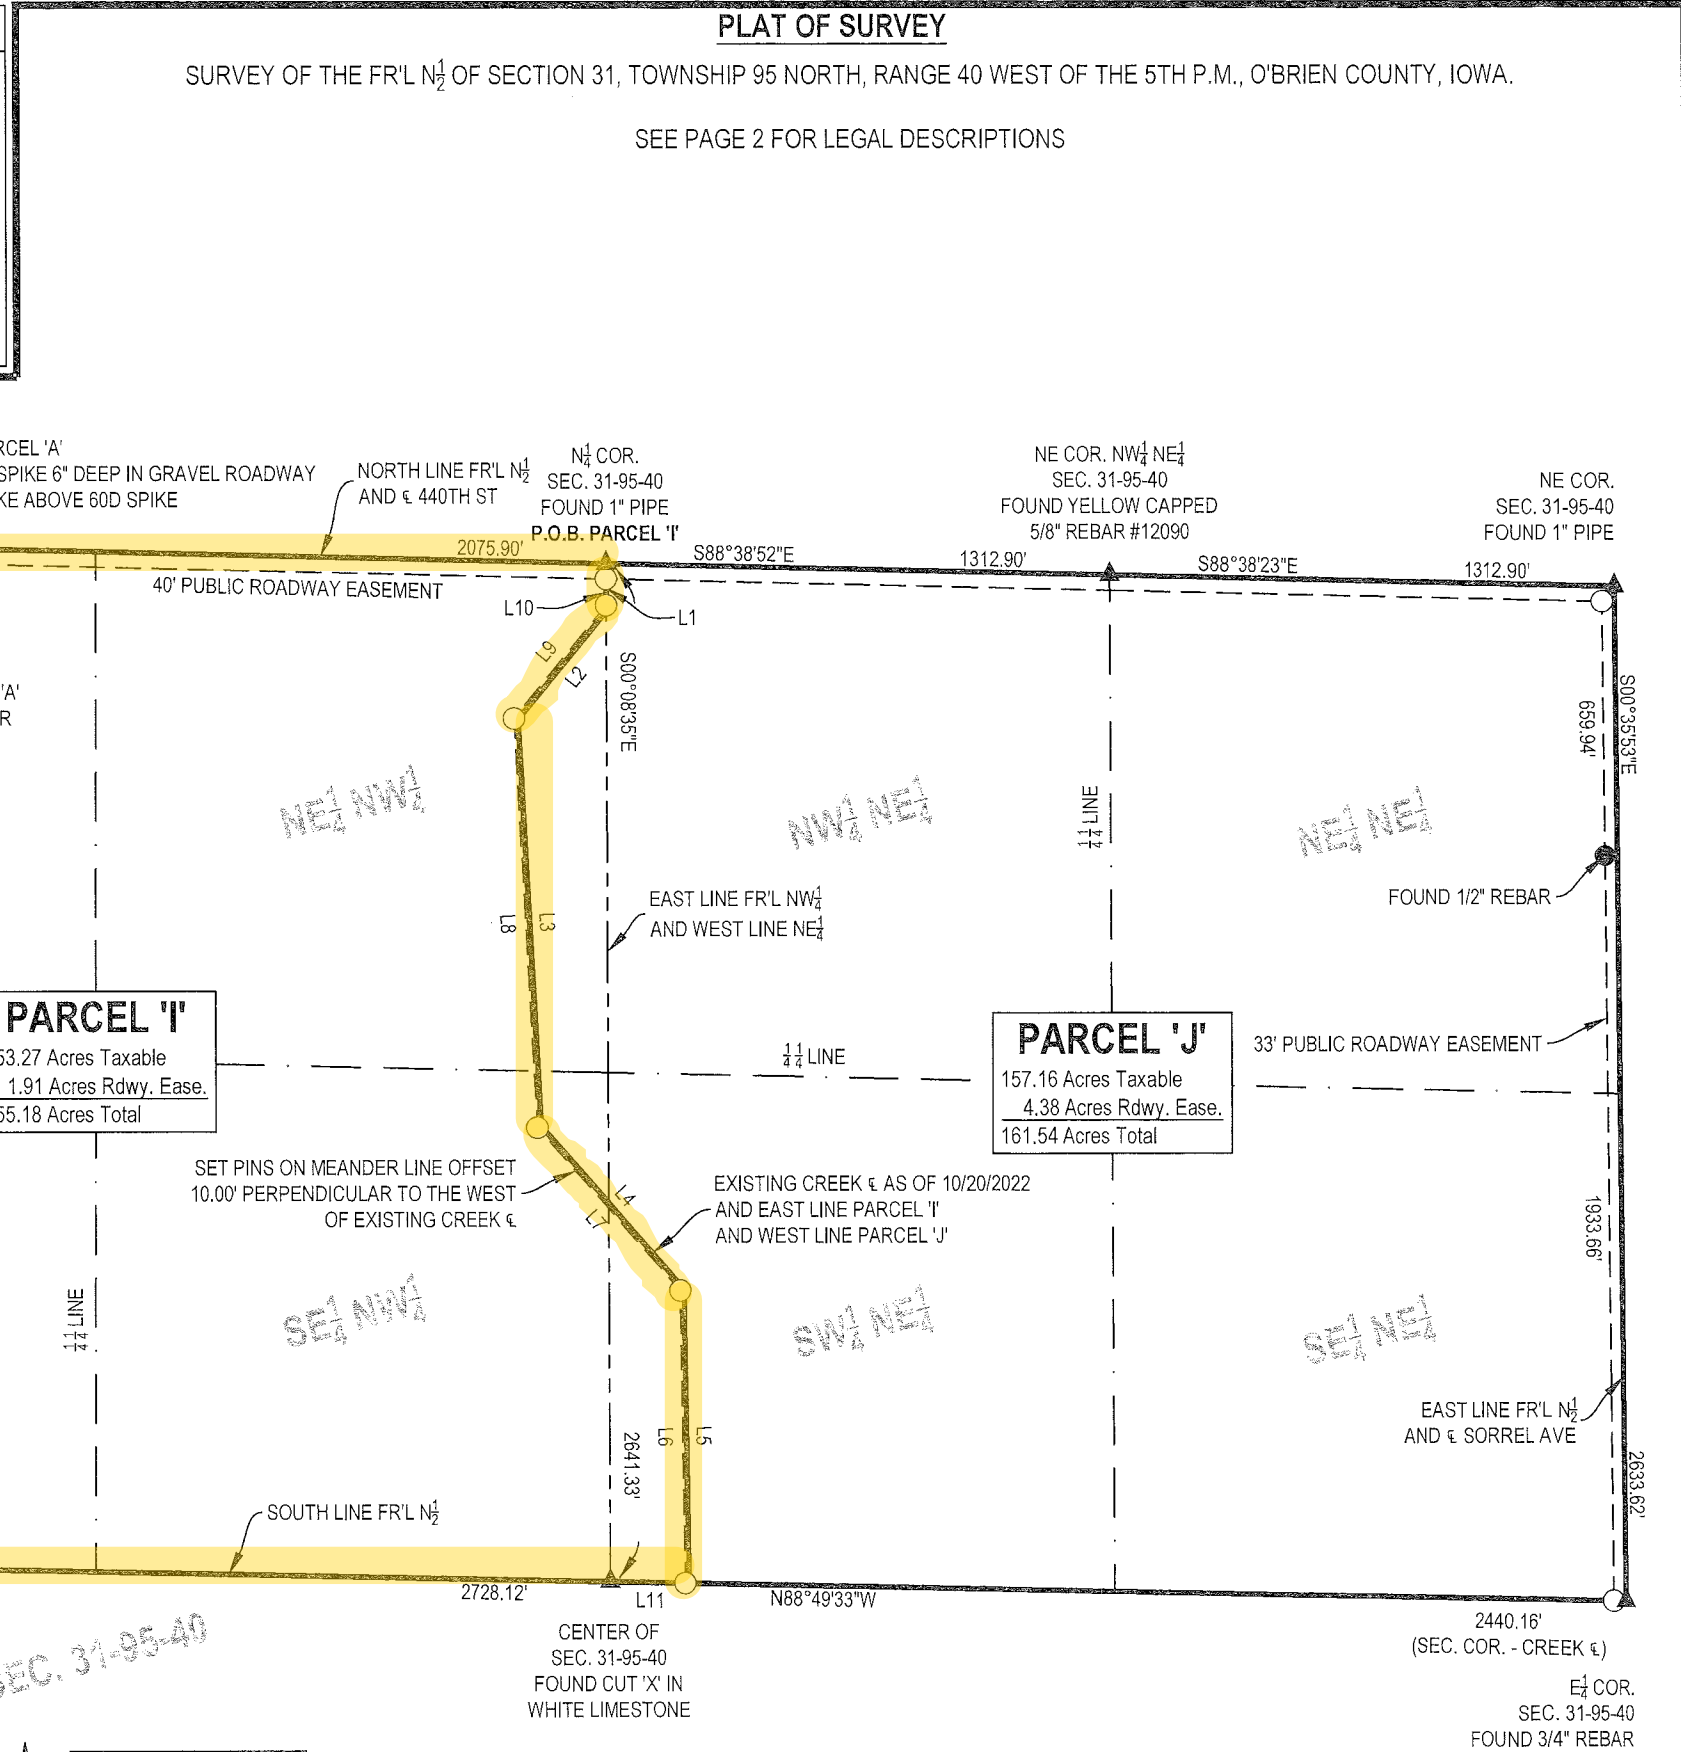 PLAT OF SURVEY
SURVEY OF THE FR'L N½ OF SECTION 31, TOWNSHIP 95 NORTH, RANGE 40 WEST OF THE 5TH P.M., O'BRIEN COUNTY, IOWA.
SEE PAGE 2 FOR LEGAL DESCRIPTIONS
RCEL 'A'
SPIKE 6" DEEP IN GRAVEL ROADWAY
KE ABOVE 60D SPIKE
NORTH LINE FR'L N½
AND ℄ 440TH ST
N¼ COR.
SEC. 31-95-40
FOUND 1" PIPE
P.O.B. PARCEL 'I'
NE COR. NW¼ NE¼
SEC. 31-95-40
FOUND YELLOW CAPPED
5/8" REBAR #12090
NE COR.
SEC. 31-95-40
FOUND 1" PIPE
2075.90'
S88°38'52"E
1312.90'
S88°38'23"E
1312.90'
40' PUBLIC ROADWAY EASEMENT
L10
L1
L9
L2
S00°08'35"E
'A'
R
S00°35'53"E
659.94'
NE¼ NW¼
NW¼ NE¼
NE¼ NE¼
¼ ¼ LINE
FOUND 1/2" REBAR
EAST LINE FR'L NW¼
AND WEST LINE NE¼
L8
L3
PARCEL 'I'
53.27 Acres Taxable
1.91 Acres Rdwy. Ease.
55.18 Acres Total
¼ ¼ LINE
PARCEL 'J'
157.16 Acres Taxable
4.38 Acres Rdwy. Ease.
161.54 Acres Total
33' PUBLIC ROADWAY EASEMENT
SET PINS ON MEANDER LINE OFFSET
10.00' PERPENDICULAR TO THE WEST
OF EXISTING CREEK ℄
L4
L7
EXISTING CREEK ℄ AS OF 10/20/2022
AND EAST LINE PARCEL 'I'
AND WEST LINE PARCEL 'J'
1933.66'
¼ ¼ LINE
SE¼ NW¼
SW¼ NE¼
SE¼ NE¼
EAST LINE FR'L N½
AND ℄ SORREL AVE
L6
L5
2641.33'
2633.62'
SOUTH LINE FR'L N½
2728.12'
L11
N88°49'33"W
2440.16'
(SEC. COR. - CREEK ℄)
CENTER OF
SEC. 31-95-40
FOUND CUT 'X' IN
WHITE LIMESTONE
SEC. 31-95-40
E¼ COR.
SEC. 31-95-40
FOUND 3/4" REBAR